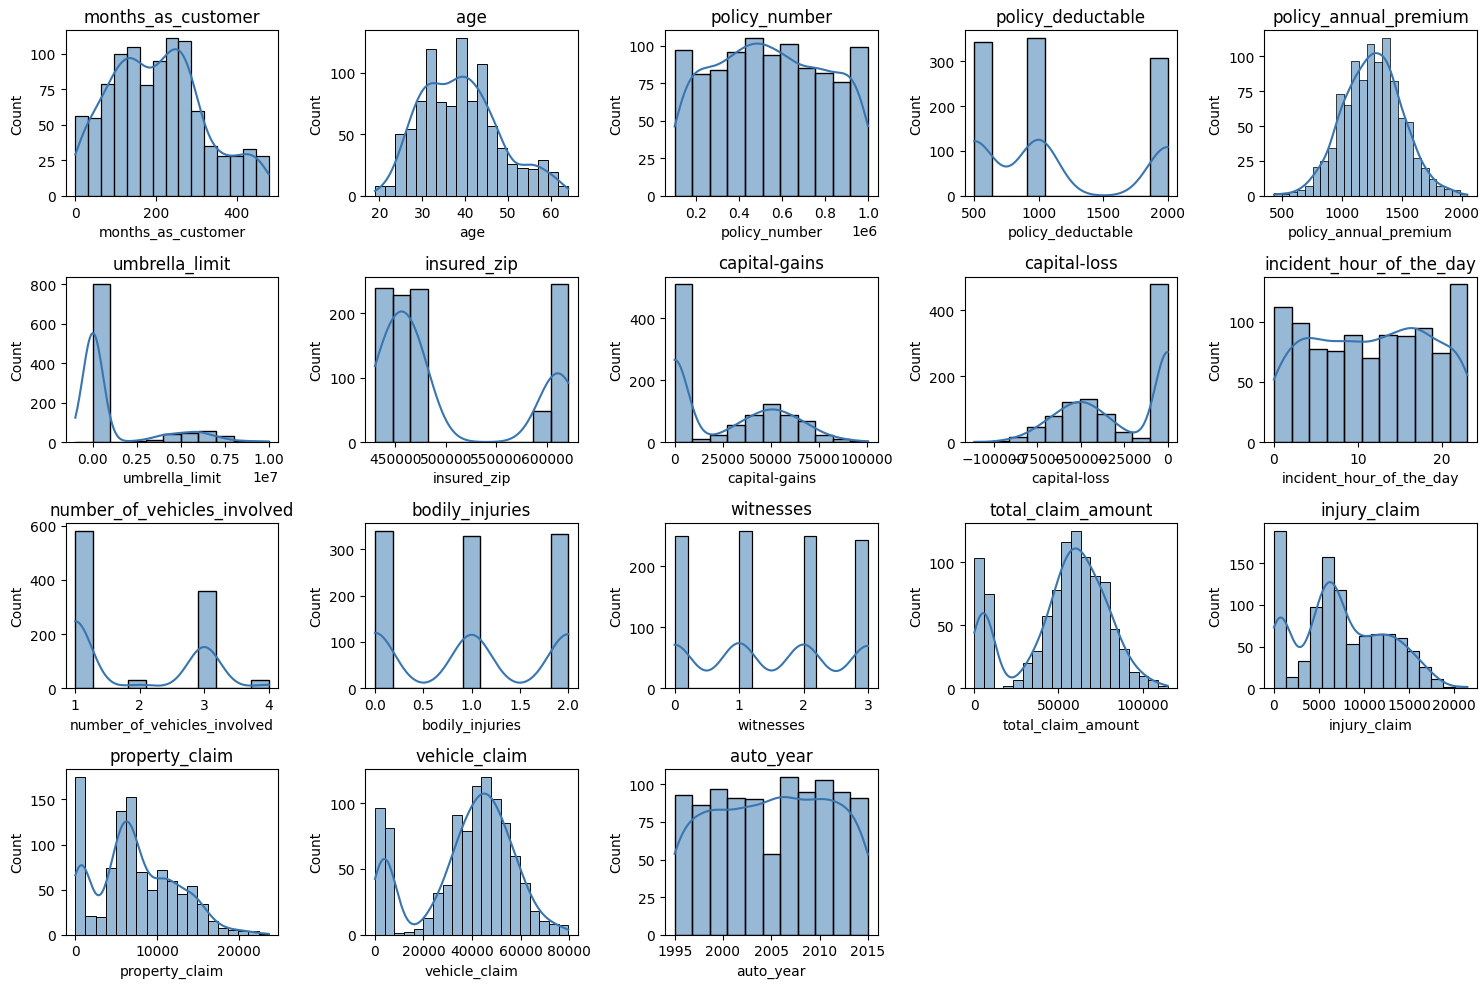 months_as_customer
age
policy_number
policy_deductable
policy_annual_premium
Count
100
75
50
25
0
0
200
400
months_as_customer
Count
100
50
0
20
30
40
50
60
age
Count
100
75
50
25
0
0.2
0.4
0.6
0.8
1.0
1e6
policy_number
Count
300
200
100
0
500
1000
1500
2000
policy_deductable
Count
100
75
50
25
0
500
1000
1500
2000
policy_annual_premium
umbrella_limit
insured_zip
capital-gains
capital-loss
incident_hour_of_the_day
Count
800
600
400
200
0
0.00
0.25
0.50
0.75
1.00
1e7
umbrella_limit
Count
200
100
0
450000
500000
550000
600000
insured_zip
Count
400
200
0
0
25000
50000
75000
100000
capital-gains
Count
400
200
0
−100000
−75000
−50000
−25000
0
capital-loss
Count
100
50
0
0
10
20
incident_hour_of_the_day
number_of_vehicles_involved
bodily_injuries
witnesses
total_claim_amount
injury_claim
Count
600
400
200
0
1
2
3
4
number_of_vehicles_involved
Count
300
200
100
0
0.0
0.5
1.0
1.5
2.0
bodily_injuries
Count
200
100
0
0
1
2
3
witnesses
Count
100
50
0
0
50000
100000
total_claim_amount
Count
150
100
50
0
0
5000
10000
15000
20000
injury_claim
property_claim
vehicle_claim
auto_year
Count
150
100
50
0
0
10000
20000
property_claim
Count
100
50
0
0
20000
40000
60000
80000
vehicle_claim
Count
100
75
50
25
0
1995
2000
2005
2010
2015
auto_year